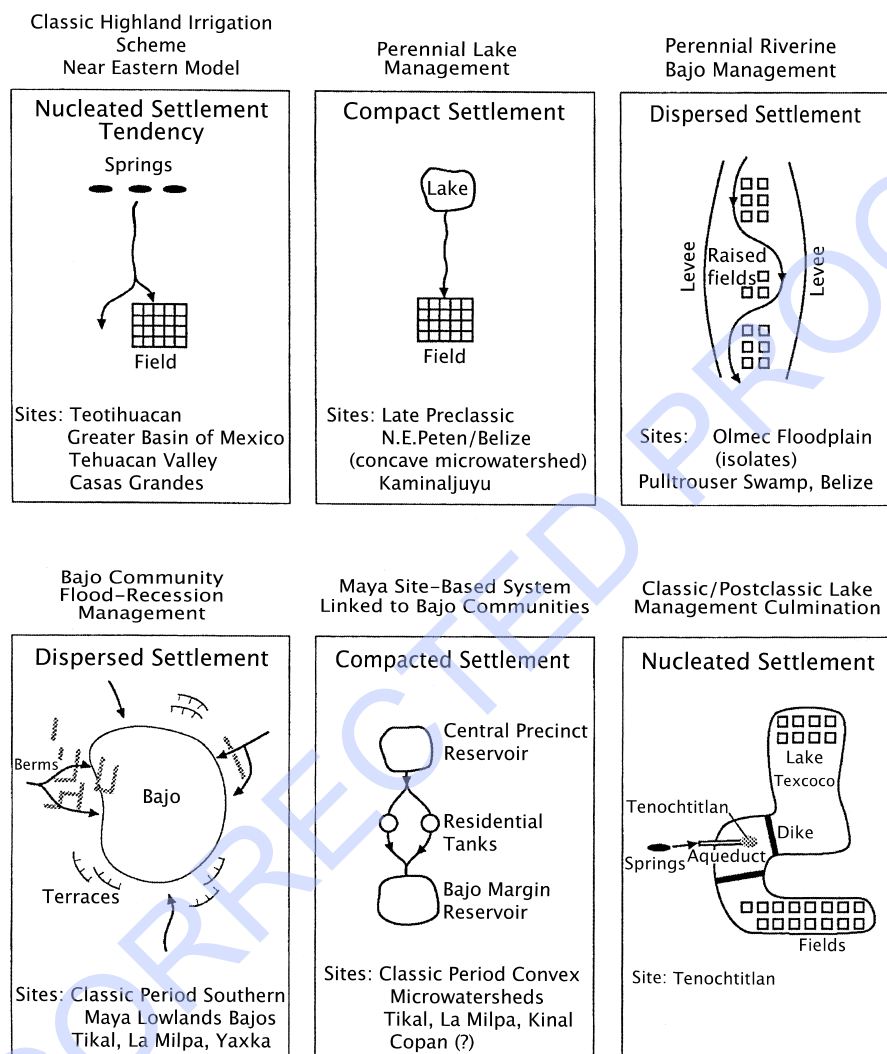 Classic Highland Irrigation
Scheme
Near Eastern Model
Nucleated Settlement
Tendency
Springs
Field
Sites: Teotihuacan
Greater Basin of Mexico
Tehuacan Valley
Casas Grandes
Perennial Lake
Management
Compact Settlement
Lake
Field
Sites: Late Preclassic
N.E.Peten/Belize
(concave microwatershed)
Kaminaljuyu
Perennial Riverine
Bajo Management
Dispersed Settlement
Levee
Raised
fields
Levee
Sites: Olmec Floodplain
(isolates)
Pulltrouser Swamp, Belize
Bajo Community
Flood-Recession
Management
Dispersed Settlement
Berms
Bajo
Terraces
Sites: Classic Period Southern
Maya Lowlands Bajos
Tikal, La Milpa, Yaxka
Maya Site-Based System
Linked to Bajo Communities
Compacted Settlement
Central Precinct
Reservoir
Residential
Tanks
Bajo Margin
Reservoir
Sites: Classic Period Convex
Microwatersheds
Tikal, La Milpa, Kinal
Copan (?)
Classic/Postclassic Lake
Management Culmination
Nucleated Settlement
Lake
Texcoco
Tenochtitlan
Dike
Springs
Aqueduct
Fields
Site: Tenochtitlan
ORRECTED PROO